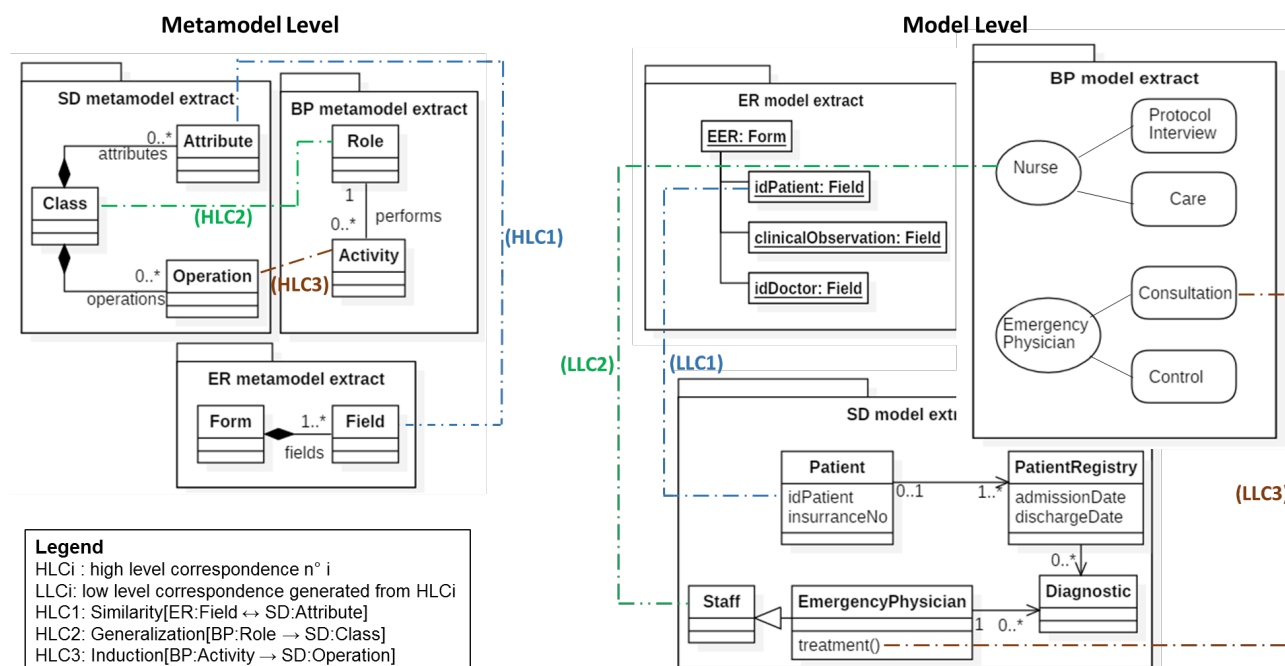 Metamodel Level
SD metamodel extract
Attribute
0..*
attributes
Class
0..*
operations
Operation
BP metamodel extract
Role
1
0..*
performs
Activity
(HLC2)
(HLC3)
(HLC1)
ER metamodel extract
Form
1..*
fields
Field
Legend
HLCi : high level correspondence n° i
LLCi: low level correspondence generated from HLCi
HLC1: Similarity[ER:Field ↔ SD:Attribute]
HLC2: Generalization[BP:Role → SD:Class]
HLC3: Induction[BP:Activity → SD:Operation]
Model Level
ER model extract
EER: Form
idPatient: Field
clinicalObservation: Field
idDoctor: Field
BP model extract
Nurse
Protocol
Interview
Care
Emergency
Physician
Consultation
Control
(LLC2)
(LLC1)
(LLC3)
SD model extr
Patient
idPatient
insurranceNo
0..1
1..*
PatientRegistry
admissionDate
dischargeDate
0..*
Diagnostic
Staff
EmergencyPhysician
treatment()
1
0..*